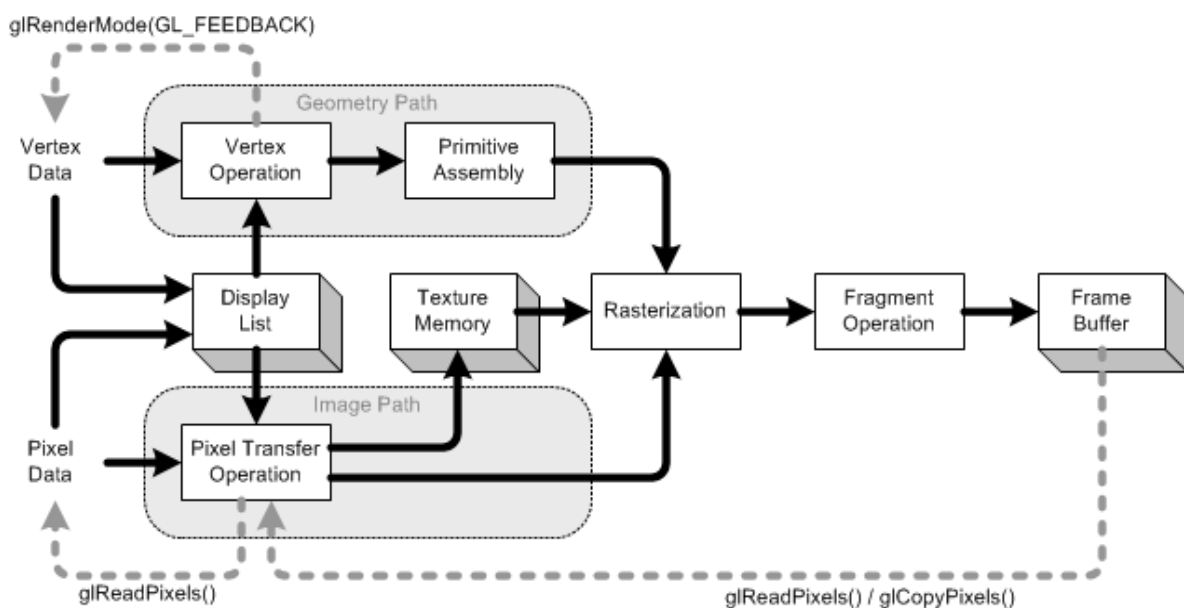 glRenderMode(GL_FEEDBACK)
Geometry Path
Vertex
Data
Vertex
Operation
Primitive
Assembly
Display
List
Texture
Memory
Rasterization
Fragment
Operation
Frame
Buffer
Image Path
Pixel
Data
Pixel Transfer
Operation
glReadPixels()
glReadPixels() / glCopyPixels()